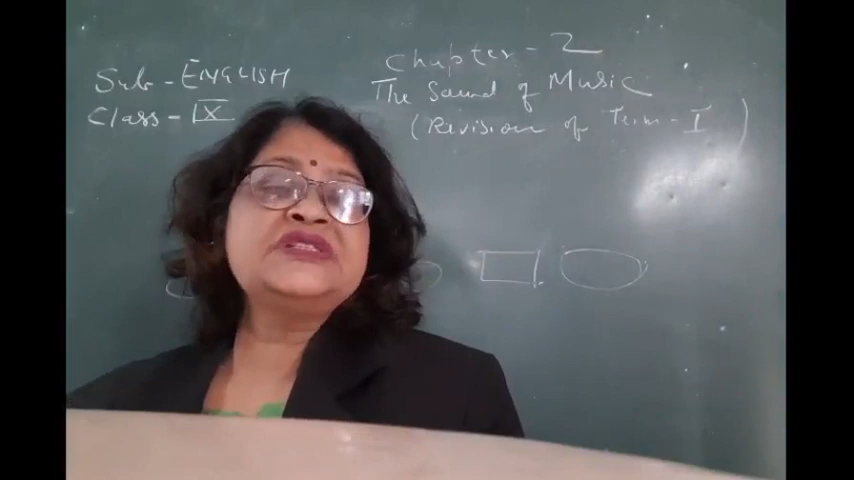 Sub - ENGLISH
Class - IX
Chapter - 2
The Sound of Music
(Revision of Term - I)